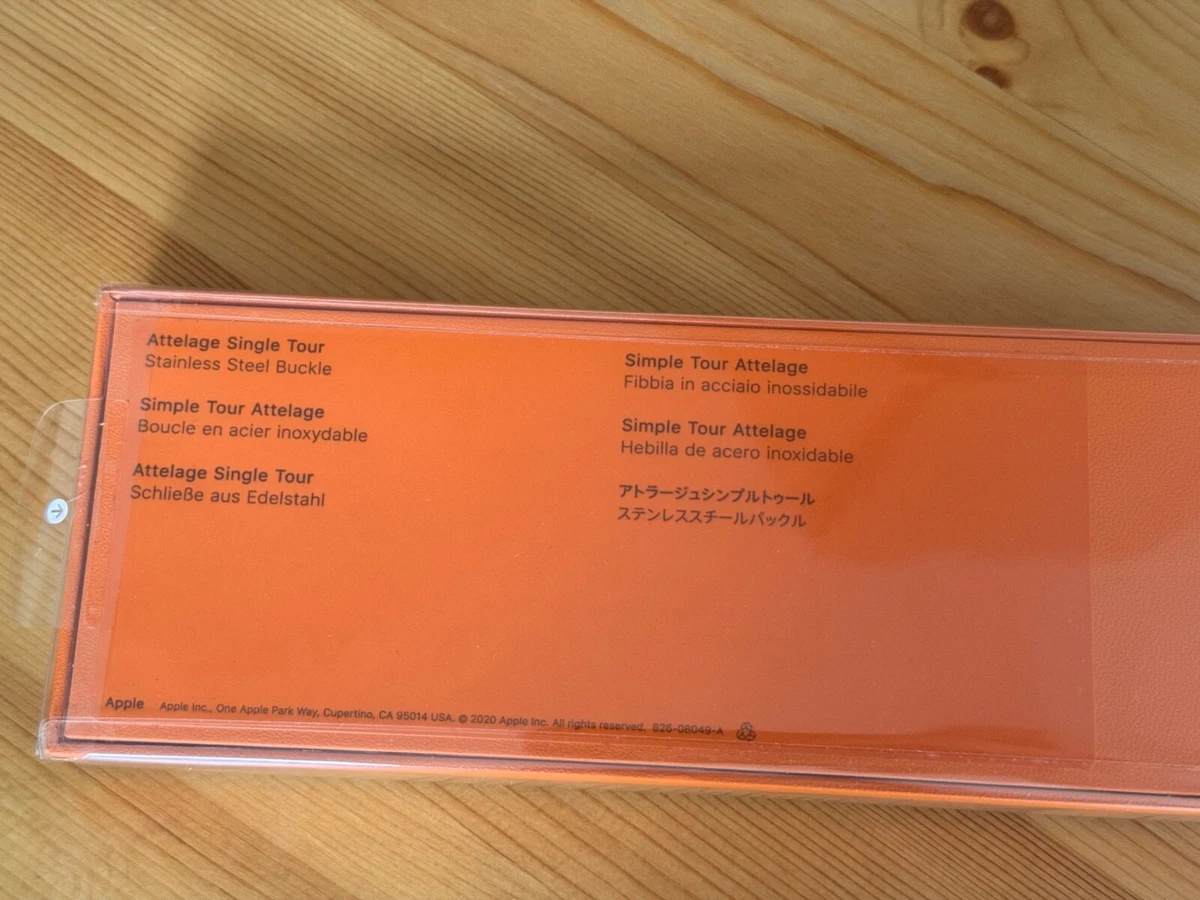 Attelage Single Tour
Stainless Steel Buckle
Simple Tour Attelage
Boucle en acier inoxydable
Attelage Single Tour
Schließe aus Edelstahl
Simple Tour Attelage
Fibbia in acciaio inossidabile
Simple Tour Attelage
Hebilla de acero inoxidable
アトラージュシンプルトゥール
ステンレススチールバックル
Apple Apple Inc., One Apple Park Way, Cupertino, CA 95014 USA. © 2020 Apple Inc. All rights reserved. 826-08049-A